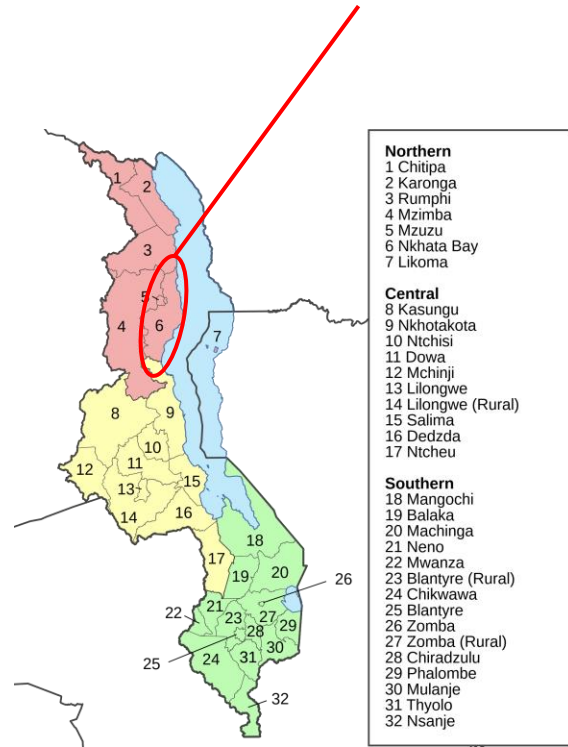 1
2
3
5
4
6
7
8
9
10
11
12
13
14
15
16
17
18
19
20
21
22
23
24
25
26
27
28
29
30
31
32
Northern
1 Chitipa
2 Karonga
3 Rumphi
4 Mzimba
5 Mzuzu
6 Nkhata Bay
7 Likoma
Central
8 Kasungu
9 Nkhotakota
10 Ntchisi
11 Dowa
12 Mchinji
13 Lilongwe
14 Lilongwe (Rural)
15 Salima
16 Dedzda
17 Ntcheu
Southern
18 Mangochi
19 Balaka
20 Machinga
21 Neno
22 Mwanza
23 Blantyre (Rural)
24 Chikwawa
25 Blantyre
26 Zomba
27 Zomba (Rural)
28 Chiradzulu
29 Phalombe
30 Mulanje
31 Thyolo
32 Nsanje